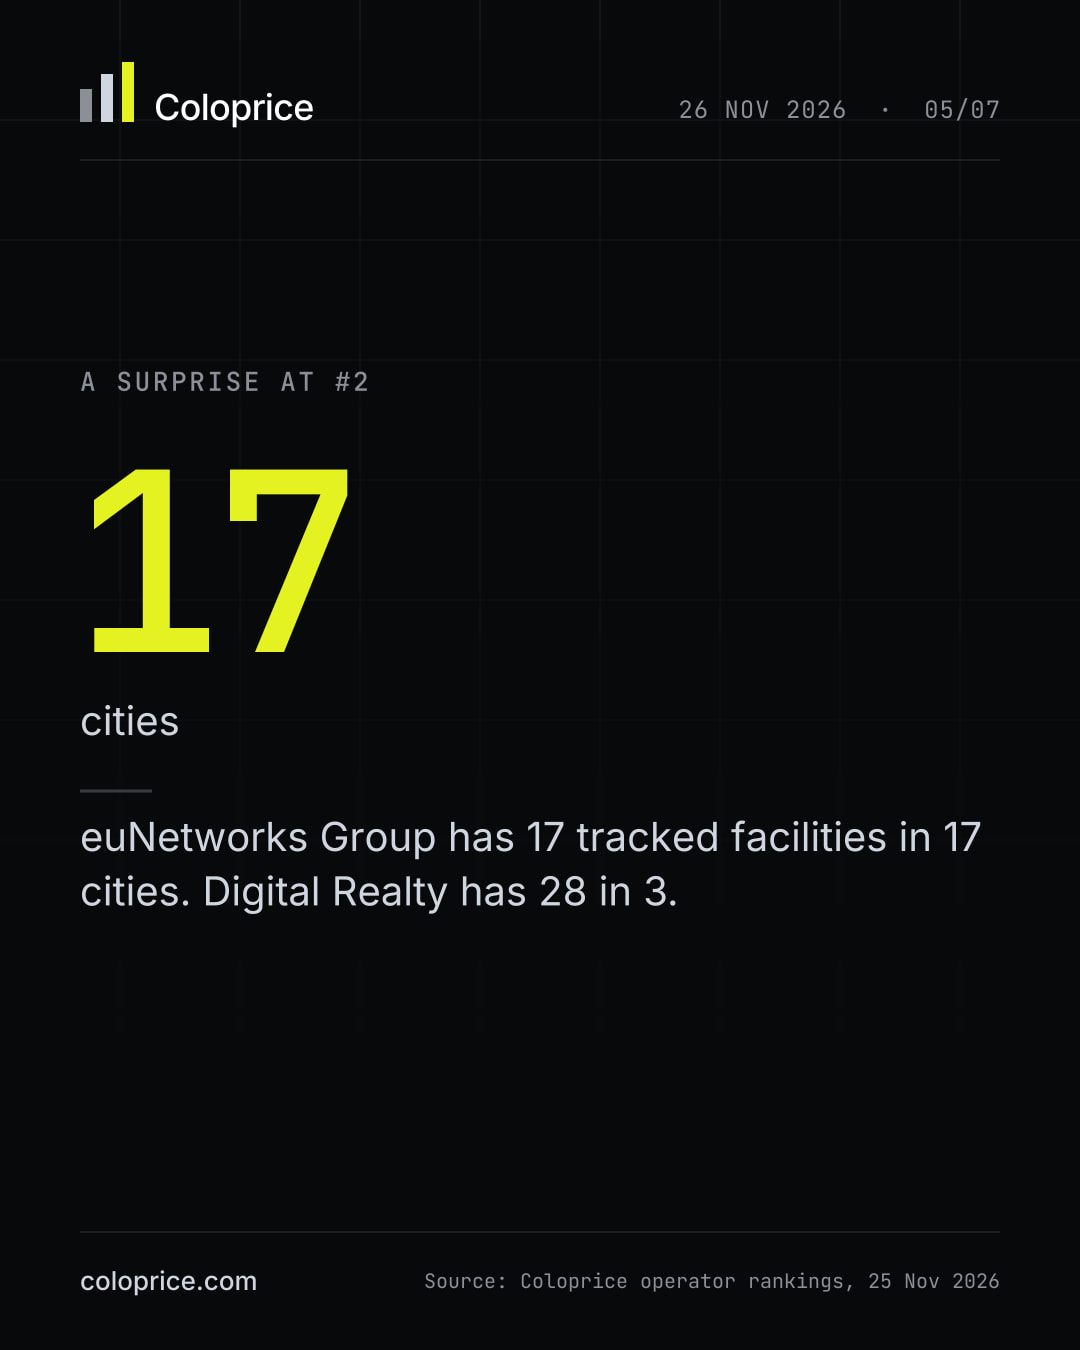 Coloprice
26 NOV 2026 · 05/07
A SURPRISE AT #2
17
cities
euNetworks Group has 17 tracked facilities in 17
cities. Digital Realty has 28 in 3.
coloprice.com
Source: Coloprice operator rankings, 25 Nov 2026